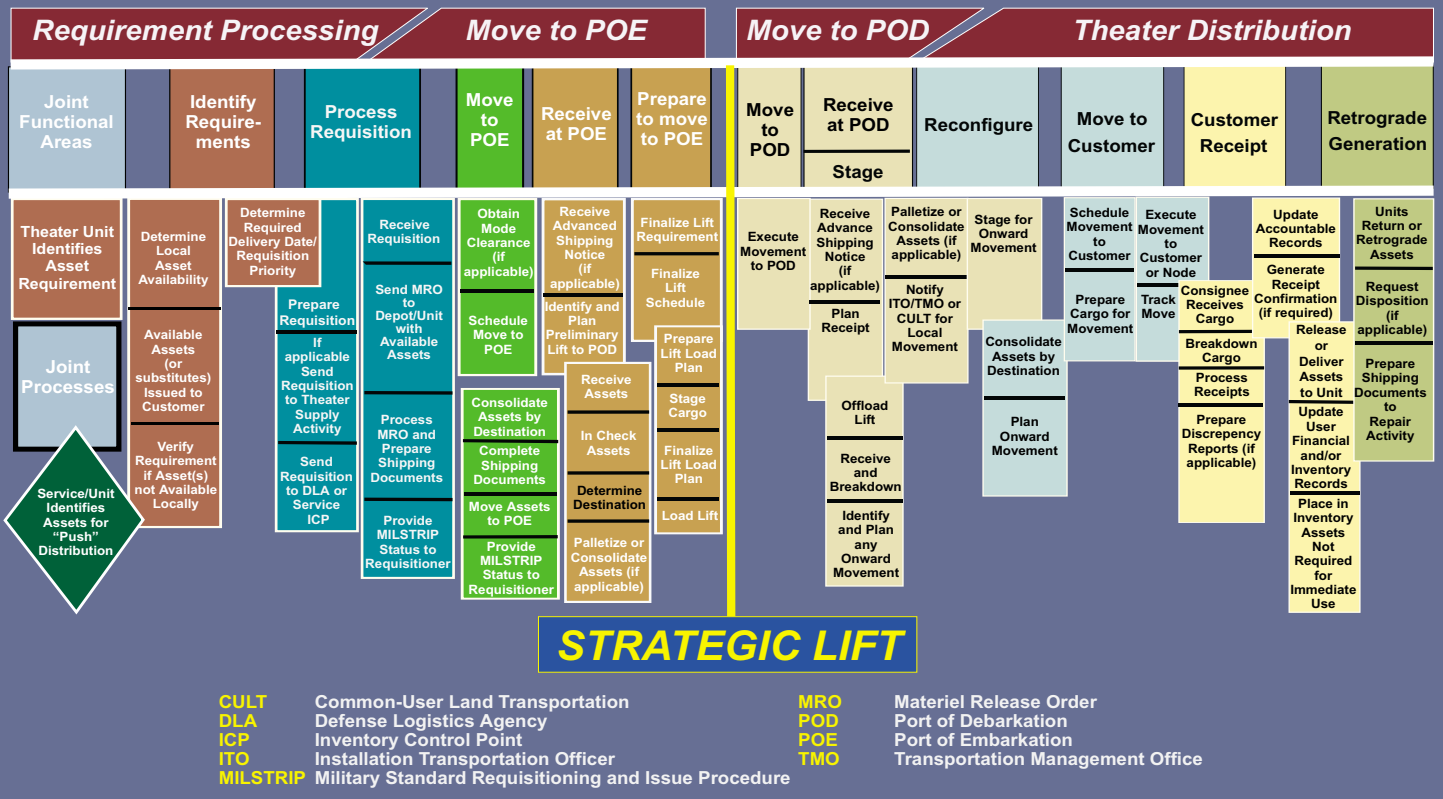 Requirement Processing
Move to POE
Move to POD
Theater Distribution
Joint
Functional
Areas
Identify
Require-
ments
Process
Requisition
Move
to
POE
Receive
at POE
Prepare
to move
to POE
Move
to
POD
Receive
at POD
Stage
Reconfigure
Move to
Customer
Customer
Receipt
Retrograde
Generation
Theater Unit
Identifies
Asset
Requirement
Joint
Processes
Service/Unit
Identifies
Assets for
“Push”
Distribution
Determine
Local
Asset
Availability
Available
Assets
(or
substitutes)
Issued to
Customer
Verify
Requirement
if Asset(s)
not Available
Locally
Determine
Required
Delivery Date/
Requisition
Priority
Prepare
Requisition
If
applicable
Send
Requisition
to Theater
Supply
Activity
Send
Requisition
to DLA or
Service
ICP
Receive
Requisition
Send MRO
to
Depot/Unit
with
Available
Assets
Process
MRO and
Prepare
Shipping
Documents
Provide
MILSTRIP
Status to
Requisitioner
Obtain
Mode
Clearance
(if
applicable)
Schedule
Move to
POE
Consolidate
Assets by
Destination
Complete
Shipping
Documents
Move Assets
to POE
Provide
MILSTRIP
Status to
Requisitioner
Receive
Advanced
Shipping
Notice
(if
applicable)
Identify and
Plan
Preliminary
Lift to POD
Receive
Assets
In Check
Assets
Determine
Destination
Palletize or
Consolidate
Assets (if
applicable)
Finalize Lift
Requirement
Finalize
Lift
Schedule
Prepare
Lift Load
Plan
Stage
Cargo
Finalize
Lift Load
Plan
Load Lift
Execute
Movement
to POD
Receive
Advance
Shipping
Notice
(if
applicable)
Plan
Receipt
Offload
Lift
Receive
and
Breakdown
Identify
and Plan
any
Onward
Movement
Palletize or
Consolidate
Assets (if
applicable)
Notify
ITO/TMO or
CULT for
Local
Movement
Stage for
Onward
Movement
Consolidate
Assets by
Destination
Plan
Onward
Movement
Schedule
Movement
to
Customer
Prepare
Cargo for
Movement
Execute
Movement
to
Customer
or Node
Track
Move
Consignee
Receives
Cargo
Breakdown
Cargo
Process
Receipts
Prepare
Discrepency
Reports (if
applicable)
Update
Accountable
Records
Generate
Receipt
Confirmation
(if required)
Release
or
Deliver
Assets
to Unit
Update
User
Financial
and/or
Inventory
Records
Place in
Inventory
Assets
Not
Required
for
Immediate
Use
Units
Return or
Retrograde
Assets
Request
Disposition
(if
applicable)
Prepare
Shipping
Documents
to
Repair
Activity
STRATEGIC LIFT
CULT Common-User Land Transportation
DLA Defense Logistics Agency
ICP Inventory Control Point
ITO Installation Transportation Officer
MILSTRIP Military Standard Requisitioning and Issue Procedure
MRO Materiel Release Order
POD Port of Debarkation
POE Port of Embarkation
TMO Transportation Management Office